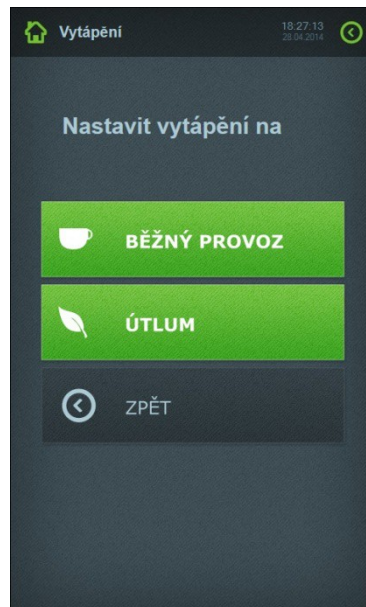 Vytápění
18:27:13
28.04.2014
Nastavit vytápění na
BĚŽNÝ PROVOZ
ÚTLUM
ZPĚT